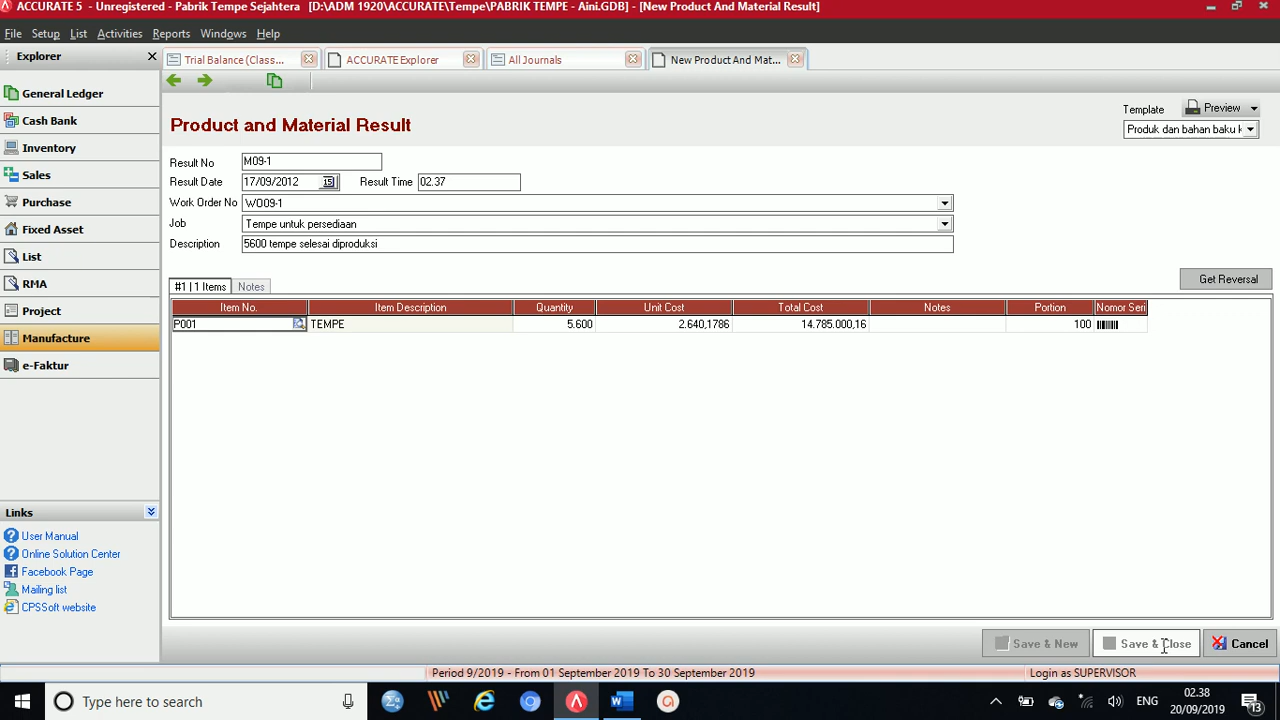 ACCURATE 5 - Unregistered - Pabrik Tempe Sejahtera [D:\ADM 1920\ACCURATE\Tempe\PABRIK TEMPE - Aini.GDB] - [New Product And Material Result]
File Setup List Activities Reports Windows Help
Explorer
Trial Balance (Class...
ACCURATE Explorer
All Journals
New Product And Mat...
General Ledger
Cash Bank
Inventory
Sales
Purchase
Fixed Asset
List
RMA
Project
Manufacture
e-Faktur
Links
User Manual
Online Solution Center
Facebook Page
Mailing list
CPSSoft website
Product and Material Result
Template Preview
Produk dan bahan baku k
Result No M09-1
Result Date 17/09/2012 15 Result Time 02.37
Work Order No WO09-1
Job Tempe untuk persediaan
Description 5600 tempe selesai diproduksi
#1 | 1 Items Notes
Get Reversal
Item No. Item Description Quantity Unit Cost Total Cost Notes Portion Nomor Seri
P001 TEMPE 5.600 2.640,1786 14.785.000,16 100
Save & New Save & Close Cancel
Period 9/2019 - From 01 September 2019 To 30 September 2019 Login as SUPERVISOR
Type here to search
ENG
02.38
20/09/2019
13